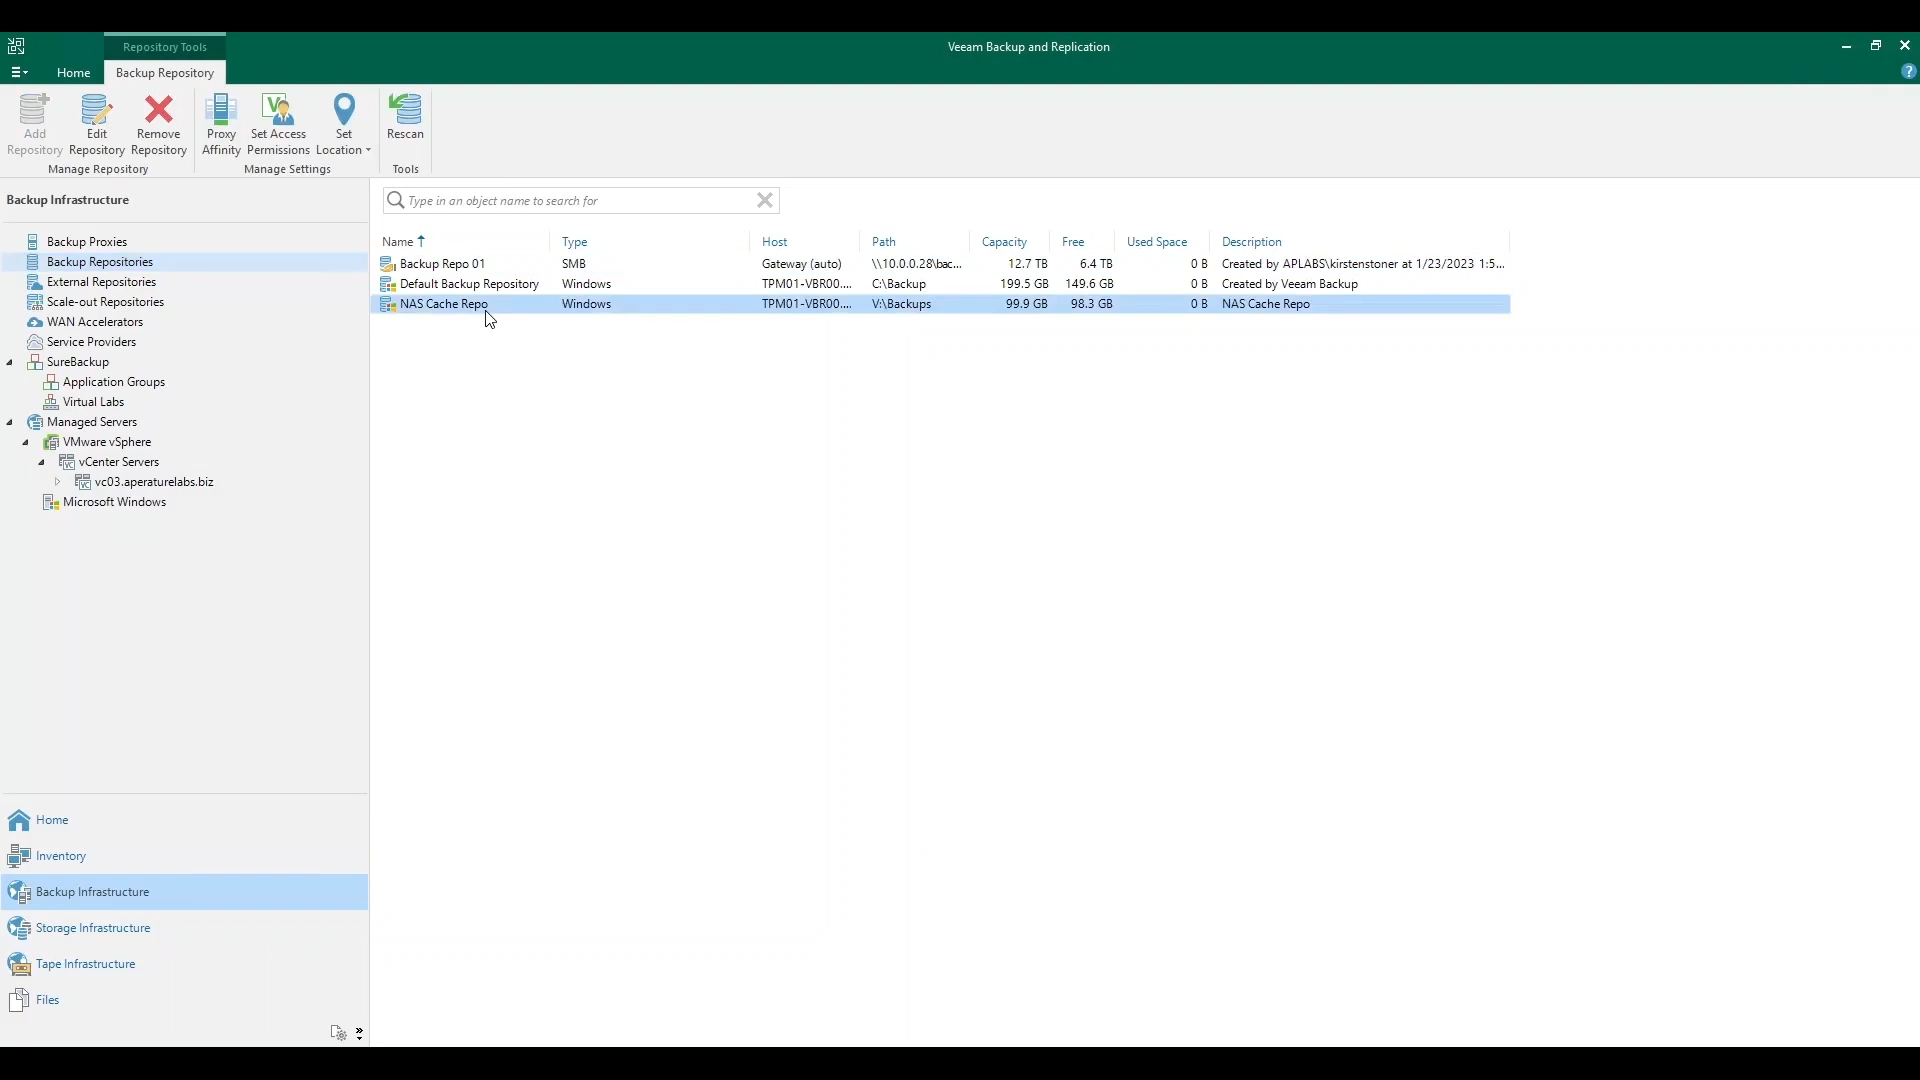 Repository Tools
Veeam Backup and Replication
Home
Backup Repository
Add Repository
Edit Repository
Remove Repository
Proxy Affinity
Set Access Permissions
Set Location
Rescan
Manage Repository
Manage Settings
Tools
Backup Infrastructure
Type in an object name to search for
Backup Proxies
Backup Repositories
External Repositories
Scale-out Repositories
WAN Accelerators
Service Providers
SureBackup
Application Groups
Virtual Labs
Managed Servers
VMware vSphere
vCenter Servers
vc03.aperaturelabs.biz
Microsoft Windows
Name Type Host Path Capacity Free Used Space Description
Backup Repo 01 SMB Gateway (auto) \\10.0.0.28\bac... 12.7 TB 6.4 TB 0 B Created by APLABS\kirstenstoner at 1/23/2023 1:5...
Default Backup Repository Windows TPM01-VBR00.... C:\Backup 199.5 GB 149.6 GB 0 B Created by Veeam Backup
NAS Cache Repo Windows TPM01-VBR00.... V:\Backups 99.9 GB 98.3 GB 0 B NAS Cache Repo
Home
Inventory
Backup Infrastructure
Storage Infrastructure
Tape Infrastructure
Files